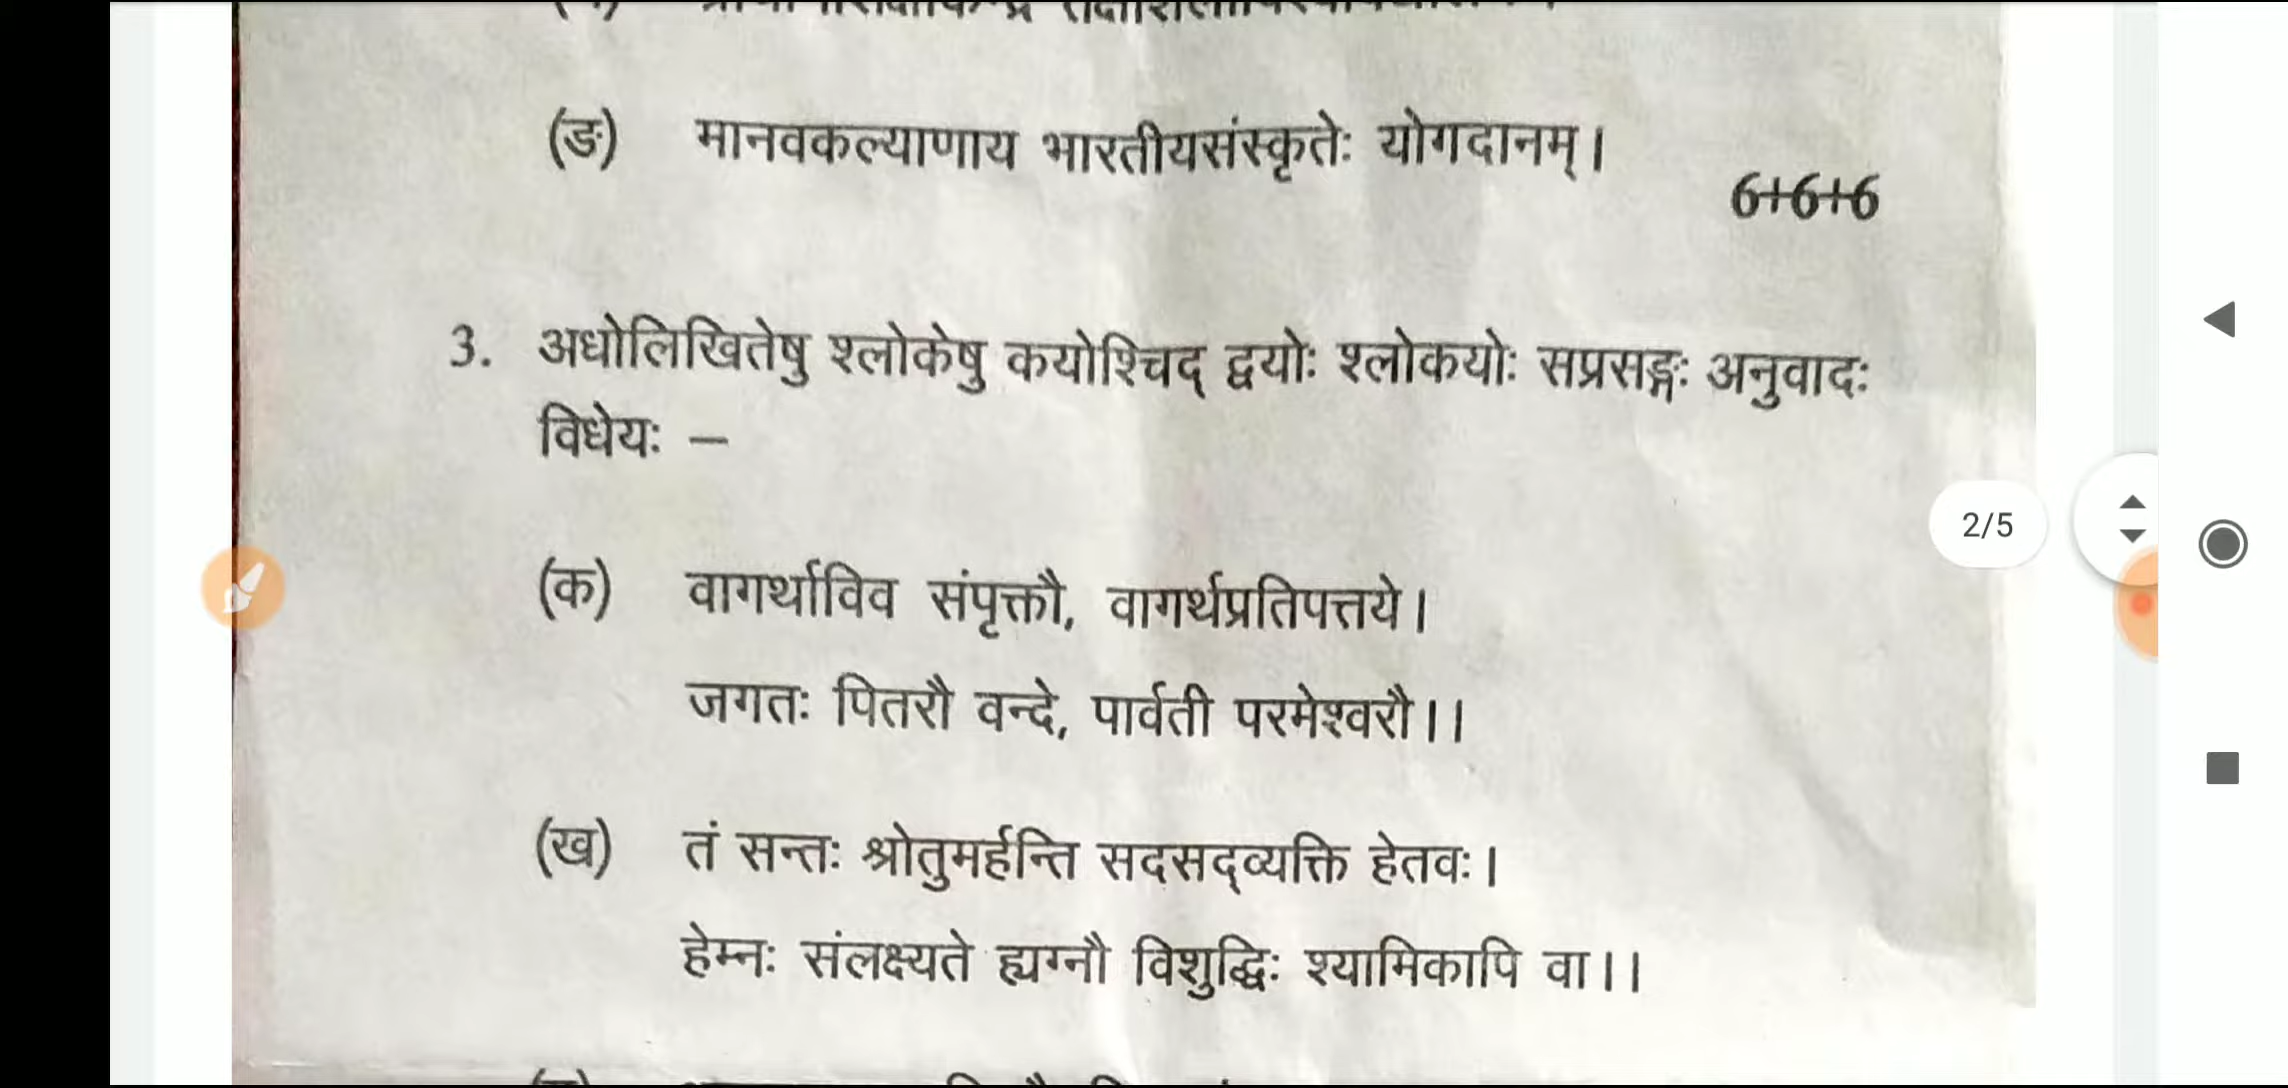 (ङ) मानवकल्याणाय भारतीयसंस्कृतेः योगदानम्।
6+6+6
3. अधोलिखितेषु श्लोकेषु कयोश्चिद् द्वयोः श्लोकयोः सप्रसङ्गः अनुवादः
विधेयः –
2/5
(क) वागर्थाविव संपृक्तौ, वागर्थप्रतिपत्तये।
जगतः पितरौ वन्दे, पार्वती परमेश्वरौ।।
(ख) तं सन्तः श्रोतुमर्हन्ति सदसद्व्यक्ति हेतवः।
हेम्नः संलक्ष्यते ह्यग्नौ विशुद्धिः श्यामिकापि वा।।